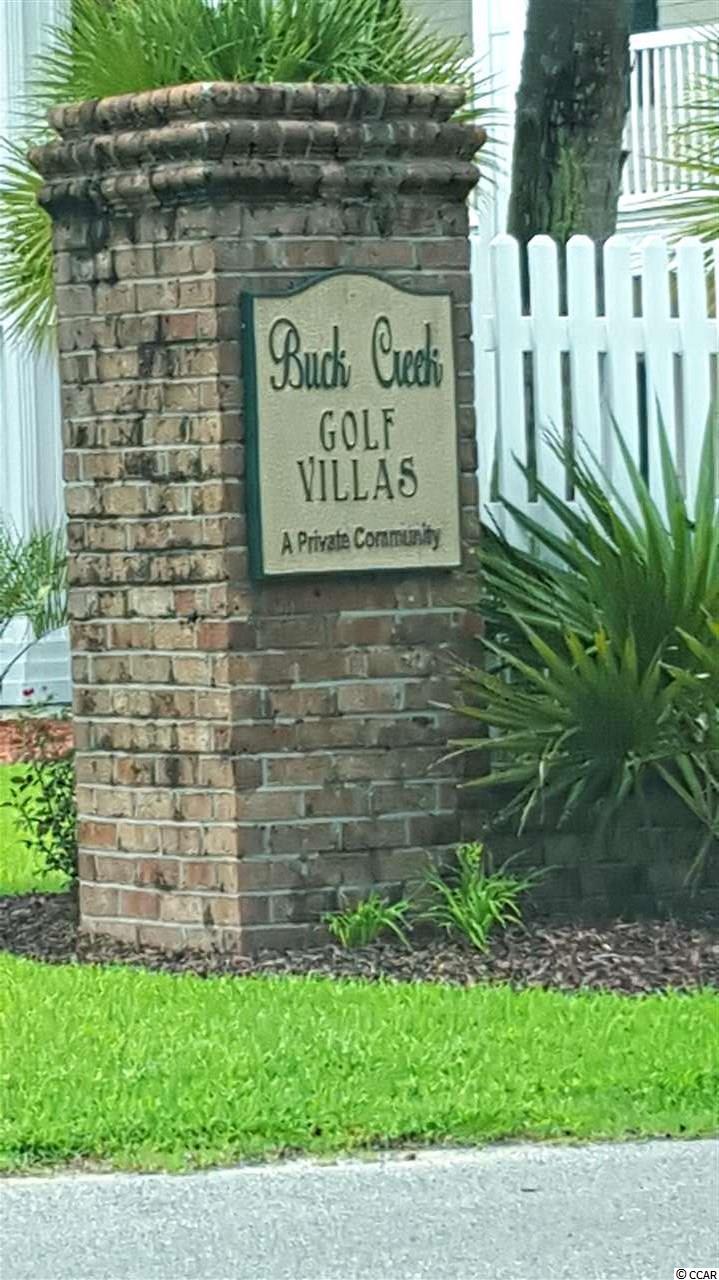 Buck Creek
GOLF
VILLAS
A Private Community
© CCAR